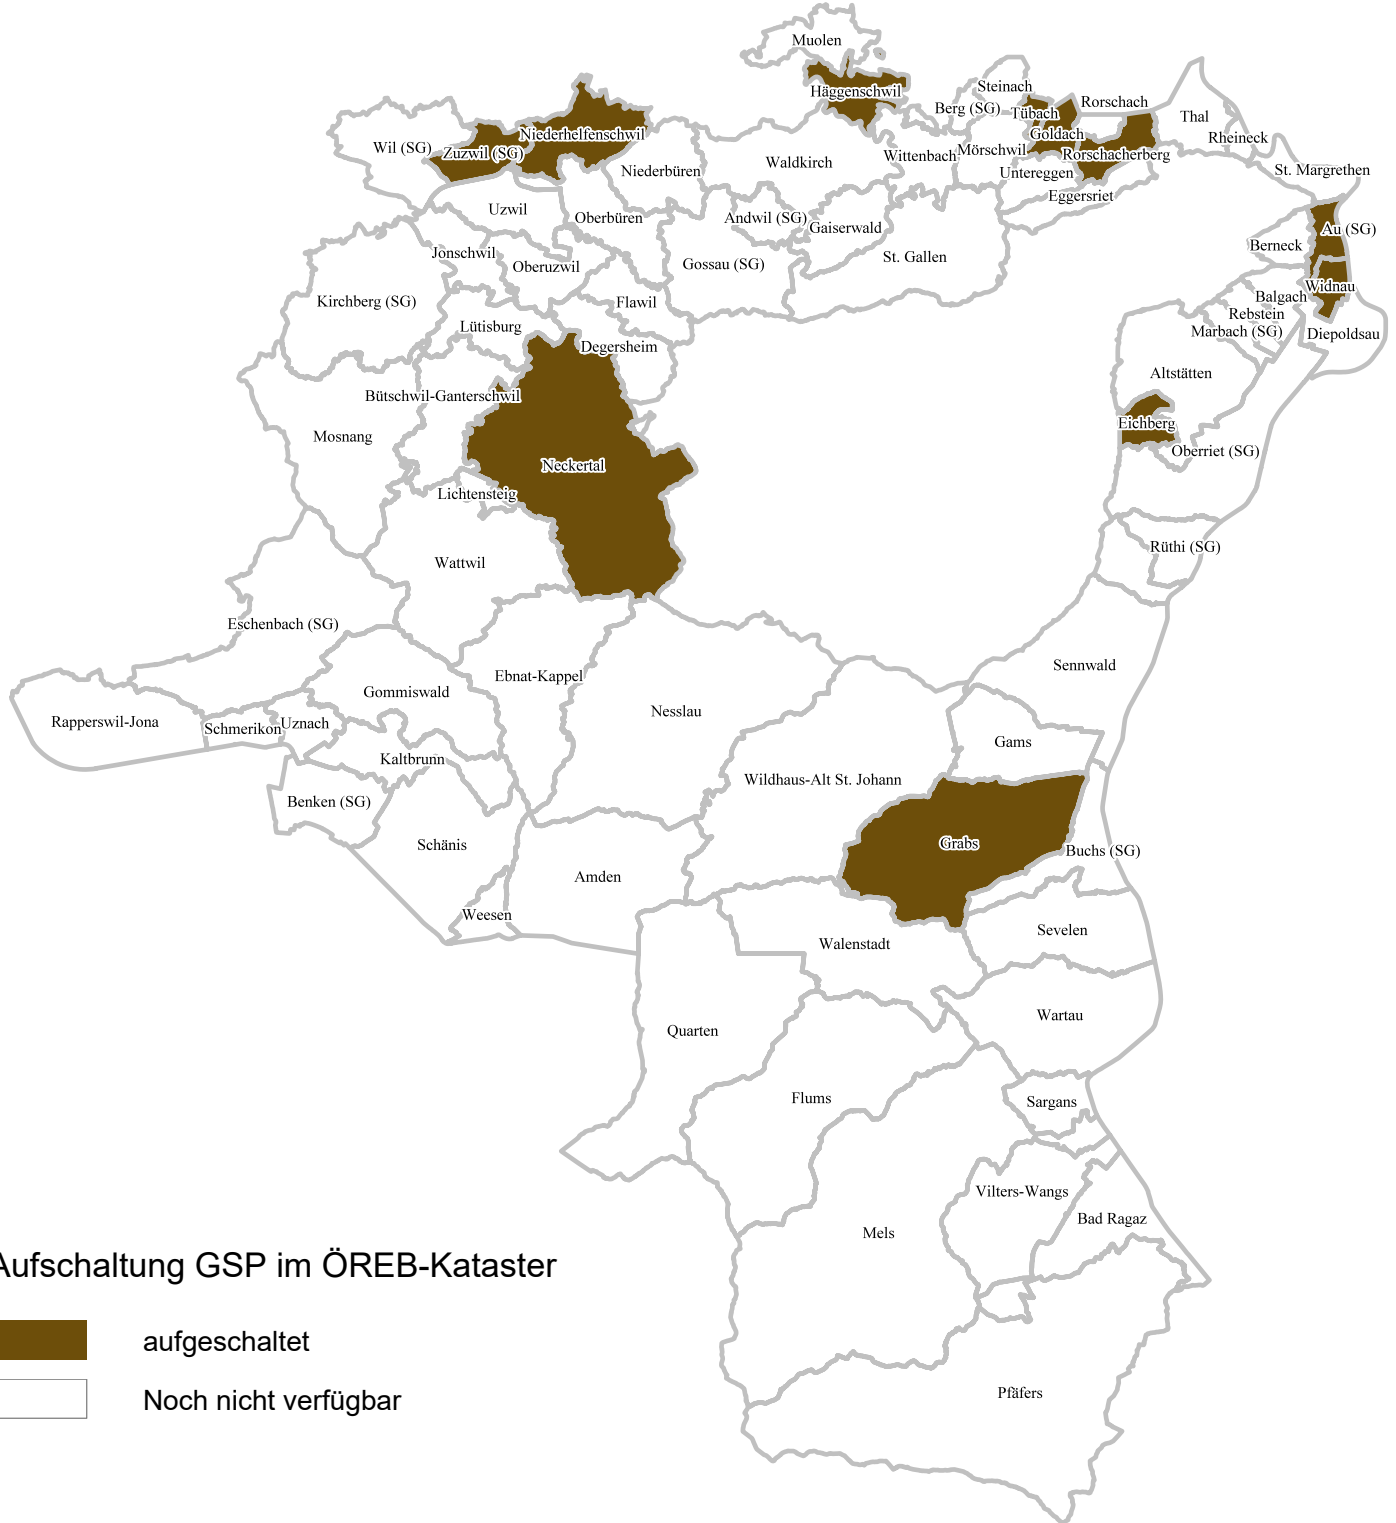 Muolen
Häggenschwil
Steinach
Berg (SG)
Tübach
Rorschach
Goldach
Thal
Rheineck
Niederhelfenschwil
Wil (SG)
Zuzwil (SG)
Niederbüren
Waldkirch
Wittenbach
Mörschwil
Rorschacherberg
Untereggen
Eggersriet
St. Margrethen
Uzwil
Oberbüren
Andwil (SG)
Gaiserwald
Au (SG)
Berneck
Jonschwil
Oberuzwil
Gossau (SG)
St. Gallen
Widnau
Kirchberg (SG)
Flawil
Balgach
Rebstein
Marbach (SG)
Diepoldsau
Lütisburg
Degersheim
Altstätten
Bütschwil-Ganterschwil
Mosnang
Eichberg
Oberriet (SG)
Neckertal
Lichtensteig
Wattwil
Rüthi (SG)
Eschenbach (SG)
Sennwald
Ebnat-Kappel
Gommiswald
Nesslau
Rapperswil-Jona
Schmerikon
Uznach
Gams
Kaltbrunn
Wildhaus-Alt St. Johann
Benken (SG)
Schänis
Grabs
Buchs (SG)
Amden
Weesen
Walenstadt
Sevelen
Quarten
Wartau
Flums
Sargans
Vilters-Wangs
Bad Ragaz
Mels
Pfäfers
Aufschaltung GSP im ÖREB-Kataster
aufgeschaltet
Noch nicht verfügbar